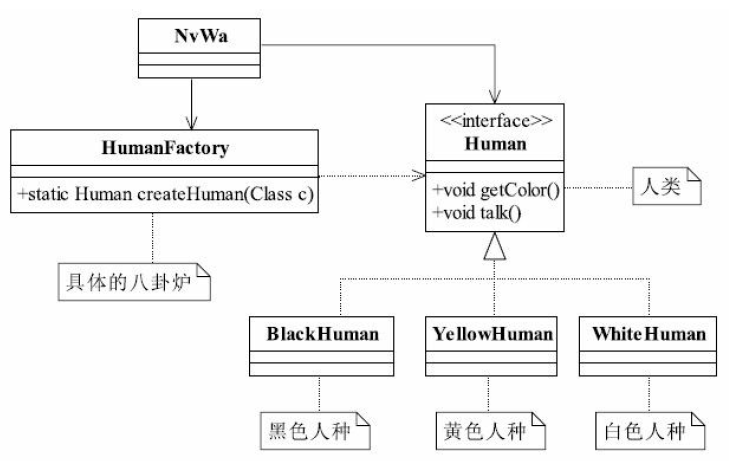 NvWa
HumanFactory
+static Human createHuman(Class c)
具体的八卦炉
<<interface>>
Human
+void getColor()
+void talk()
人类
BlackHuman
YellowHuman
WhiteHuman
黑色人种
黄色人种
白色人种